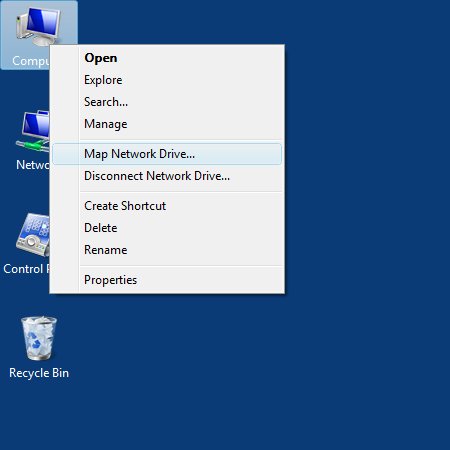 Compu
Open
Explore
Search...
Manage
Map Network Drive...
Netwo
Disconnect Network Drive...
Create Shortcut
Delete
Rename
Control P
Properties
Recycle Bin